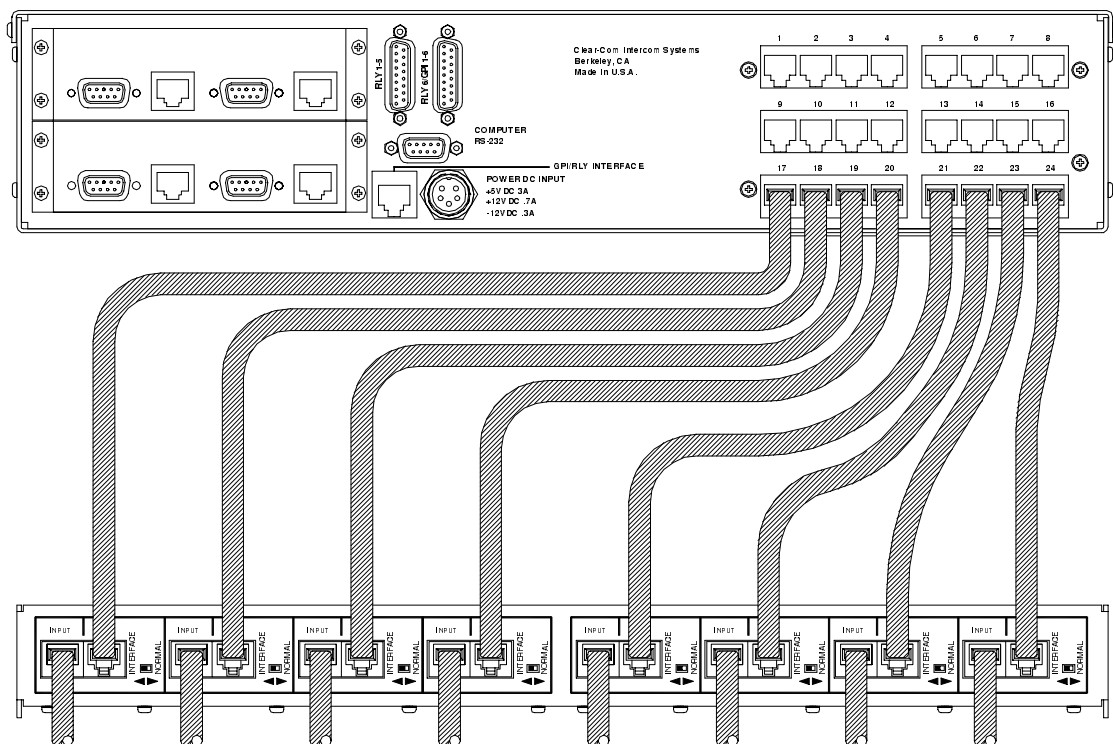 RLY 1-5
RLY 6/GPI 1-6
Clear-Com Intercom Systems
Berkeley, CA
Made In U.S.A.
COMPUTER
RS-232
GPI/RLY INTERFACE
POWER DC INPUT
+5V DC 3A
+12V DC .7A
-12V DC .3A
1 2 3 4 5 6 7 8
9 10 11 12 13 14 15 16
17 18 19 20 21 22 23 24
INPUT INPUT INPUT INPUT INPUT INPUT INPUT INPUT
INTERFACE NORMAL INTERFACE NORMAL INTERFACE NORMAL INTERFACE NORMAL INTERFACE NORMAL INTERFACE NORMAL INTERFACE NORMAL INTERFACE NORMAL